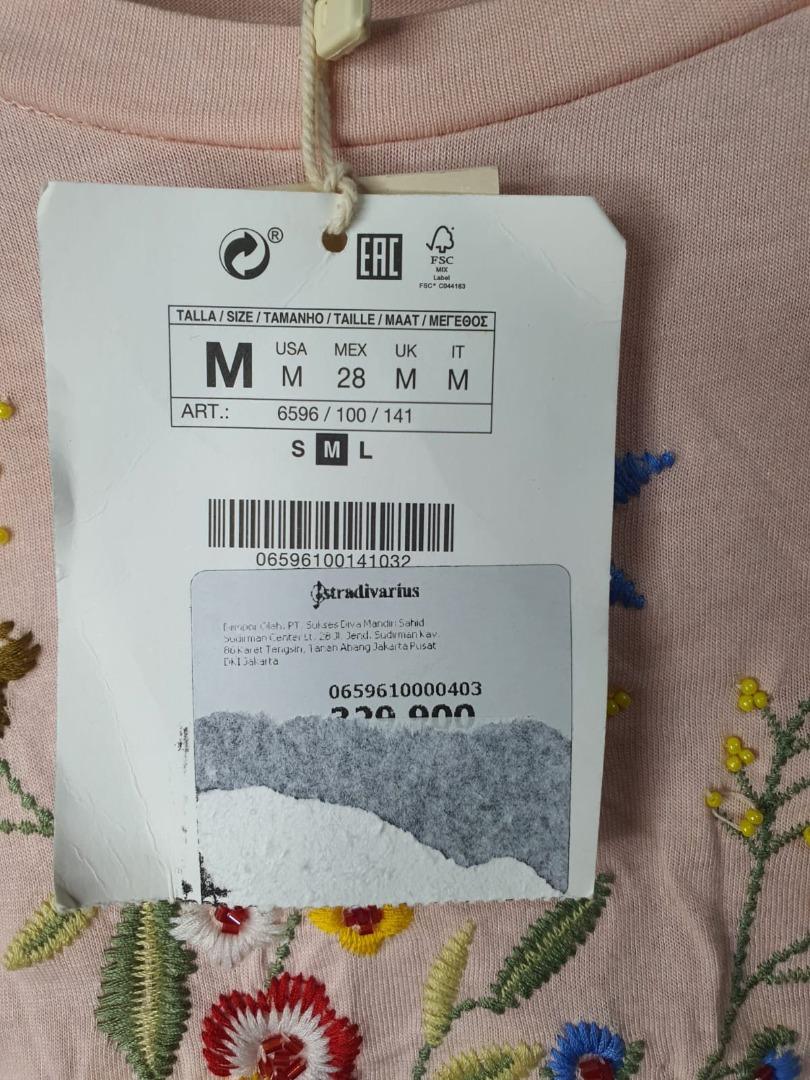 ®
EAC
FSC
MIX
Label
FSC® C044163
TALLA / SIZE / TAMANHO / TAILLE / MAAT / ΜΕΓΕΘΟΣ
M
USA MEX UK IT
M 28 M M
ART.: 6596 / 100 / 141
S M L
06596100141032
stradivarius
Diimpor Oleh: PT. Sukses Diva Mandiri Sahid
Sudirman Center Lt. 28 Jl. Jend. Sudirman Kav.
86 Karet Tengsin, Tanah Abang Jakarta Pusat
DKI Jakarta
0659610000403